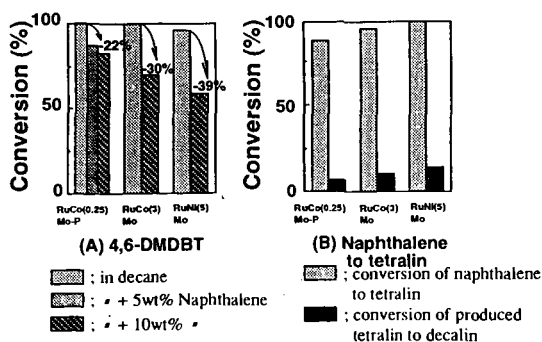 Conversion (%)
100
50
0
-22%
-30%
-39%
RuCo(0.25)
Mo-P
RuCo(3)
Mo
RuNi(5)
Mo
(A) 4,6-DMDBT
; in decane
; 〃 + 5wt% Naphthalene
; 〃 + 10wt% 〃
Conversion (%)
100
50
0
RuCo(0.25)
Mo-P
RuCo(3)
Mo
RuNi(5)
Mo
(B) Naphthalene
to tetralin
; conversion of naphthalene
to tetralin
; conversion of produced
tetralin to decalin